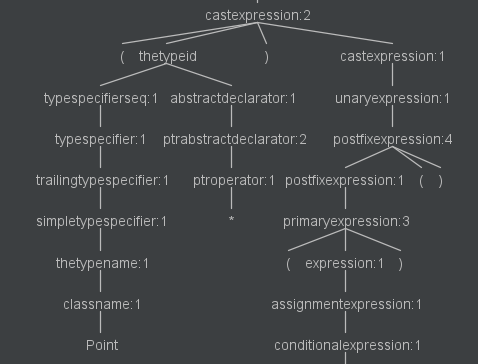 castexpression:2
( thetypeid ) castexpression:1
typespecifierseq:1 abstractdeclarator:1 unaryexpression:1
typespecifier:1 ptrabstractdeclarator:2 postfixexpression:4
trailingtypespecifier:1 ptroperator:1 postfixexpression:1 ( )
simpletypespecifier:1 * primaryexpression:3
thetypename:1 ( expression:1 )
classname:1 assignmentexpression:1
Point conditionalexpression:1